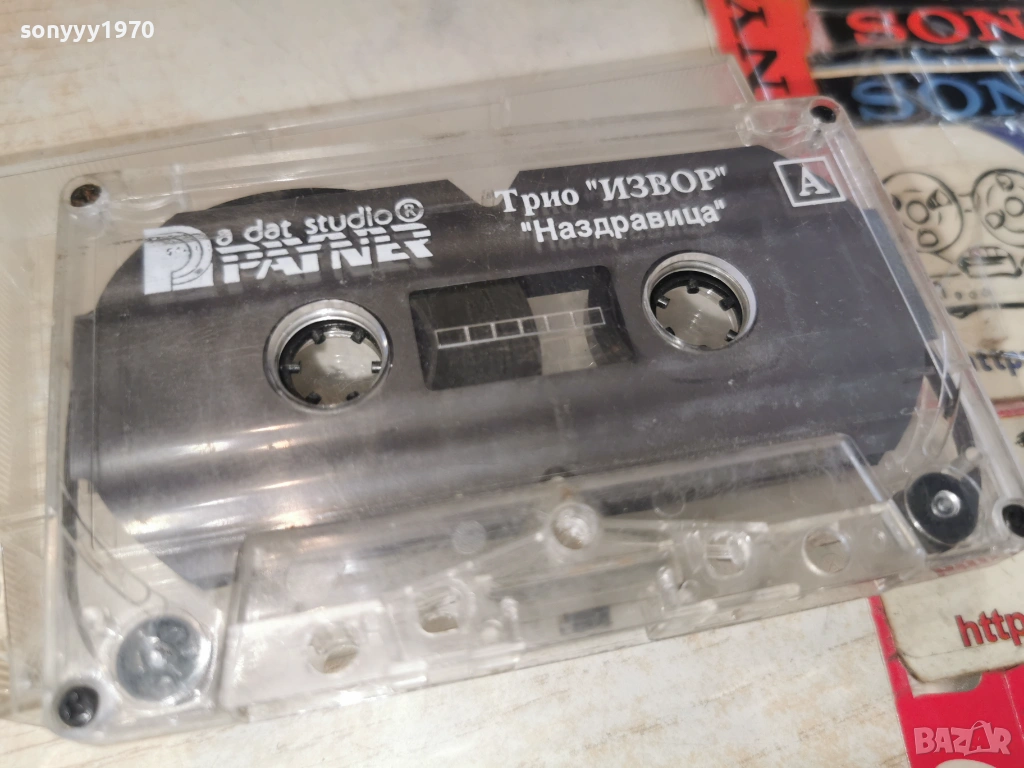 sonyyy1970
SON
SON
a dat studio®
PAYNER
Трио "ИЗВОР"
"Наздравица"
A
http
http
BAZAR